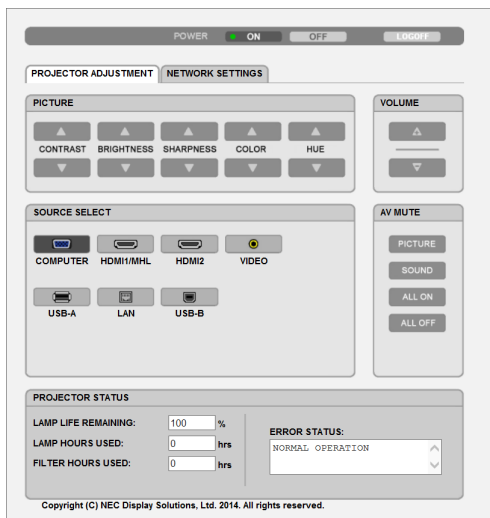 POWER ON OFF LOGOFF
PROJECTOR ADJUSTMENT NETWORK SETTINGS
PICTURE
CONTRAST BRIGHTNESS SHARPNESS COLOR HUE
VOLUME
SOURCE SELECT
COMPUTER HDMI1/MHL HDMI2 VIDEO
USB-A LAN USB-B
AV MUTE
PICTURE
SOUND
ALL ON
ALL OFF
PROJECTOR STATUS
LAMP LIFE REMAINING: 100 %
LAMP HOURS USED: 0 hrs
FILTER HOURS USED: 0 hrs
ERROR STATUS:
NORMAL OPERATION
Copyright (C) NEC Display Solutions, Ltd. 2014. All rights reserved.